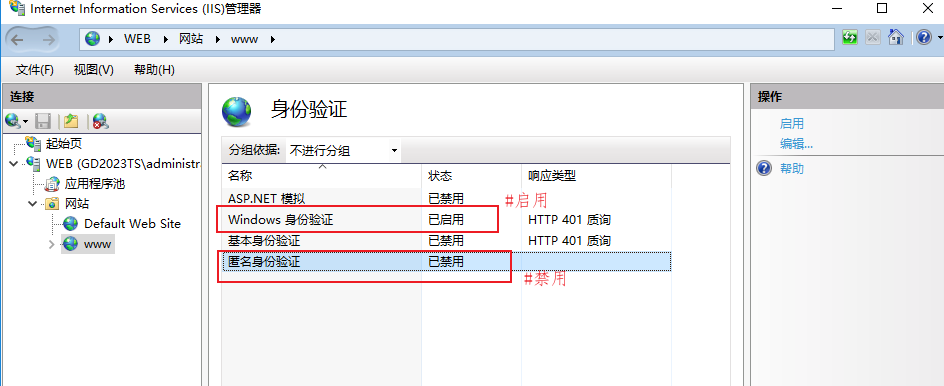 Internet Information Services (IIS)管理器
WEB 网站 www
文件(F) 视图(V) 帮助(H)
连接
起始页
WEB (GD2023TS\administra
应用程序池
网站
Default Web Site
www
身份验证
分组依据: 不进行分组
名称 状态 响应类型
ASP.NET 模拟 已禁用 #启用
Windows 身份验证 已启用 HTTP 401 质询
基本身份验证 已禁用 HTTP 401 质询
匿名身份验证 已禁用
#禁用
操作
启用
编辑...
帮助